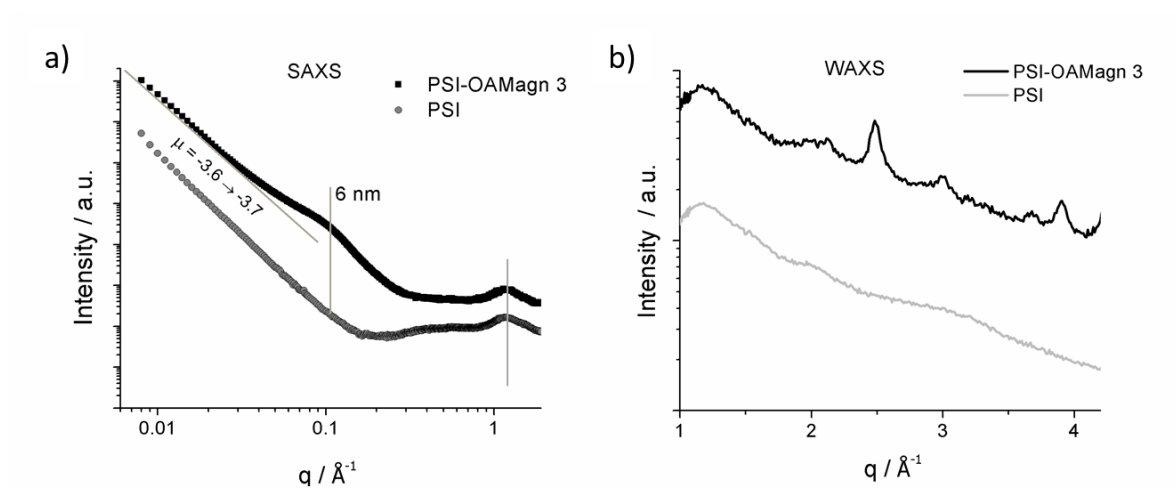 a)
SAXS
PSI-OAMagn 3
PSI
μ = -3.6 → -3.7
6 nm
Intensity / a.u.
0.01
0.1
1
q / Å⁻¹
b)
WAXS
PSI-OAMagn 3
PSI
Intensity / a.u.
1
2
3
4
q / Å⁻¹